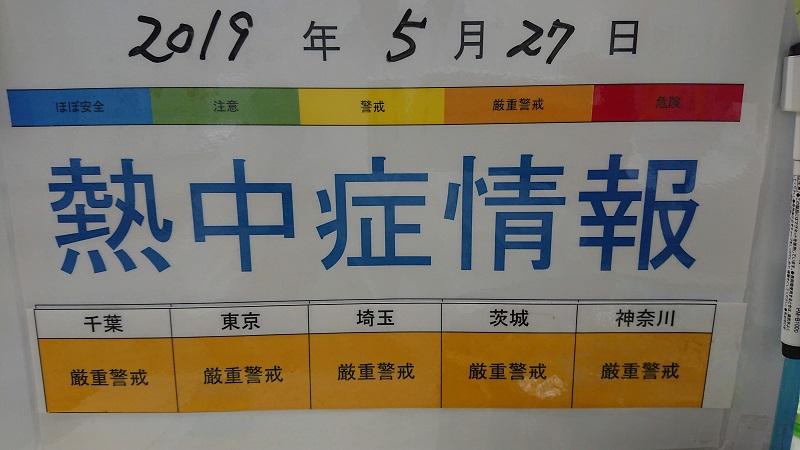 2019 年 5 月 27 日
ほぼ安全 注意 警戒 厳重警戒 危険
熱中症情報
千葉 東京 埼玉 茨城 神奈川
厳重警戒 厳重警戒 厳重警戒 厳重警戒 厳重警戒